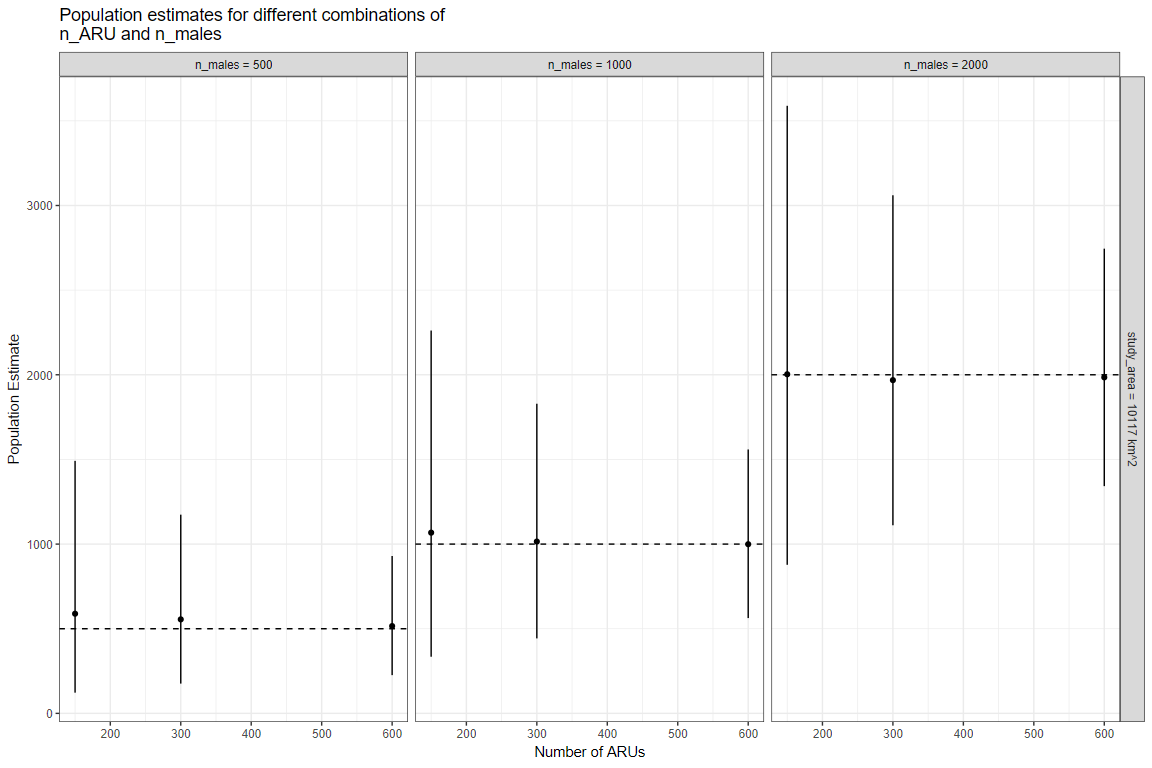 Population estimates for different combinations of
n_ARU and n_males
n_males = 500
n_males = 1000
n_males = 2000
Population Estimate
3000
2000
1000
0
study_area = 10117 km^2
200 300 400 500 600
200 300 400 500 600
200 300 400 500 600
Number of ARUs